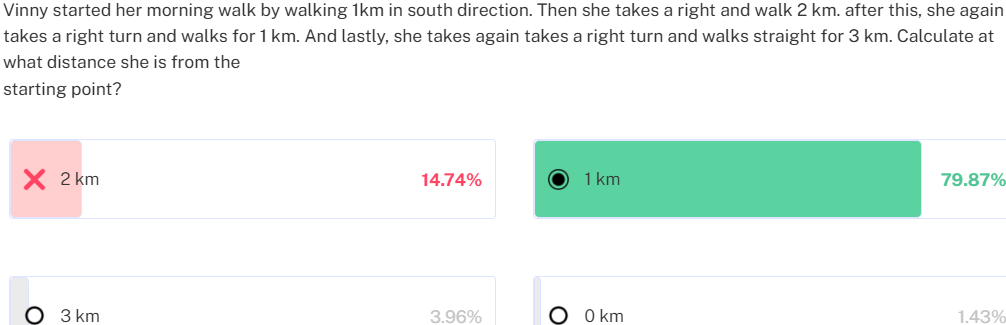 Vinny started her morning walk by walking 1km in south direction. Then she takes a right and walk 2 km. after this, she again
takes a right turn and walks for 1 km. And lastly, she takes again takes a right turn and walks straight for 3 km. Calculate at
what distance she is from the
starting point?
2 km 14.74% 1 km 79.87%
3 km 3.96% 0 km 1.43%